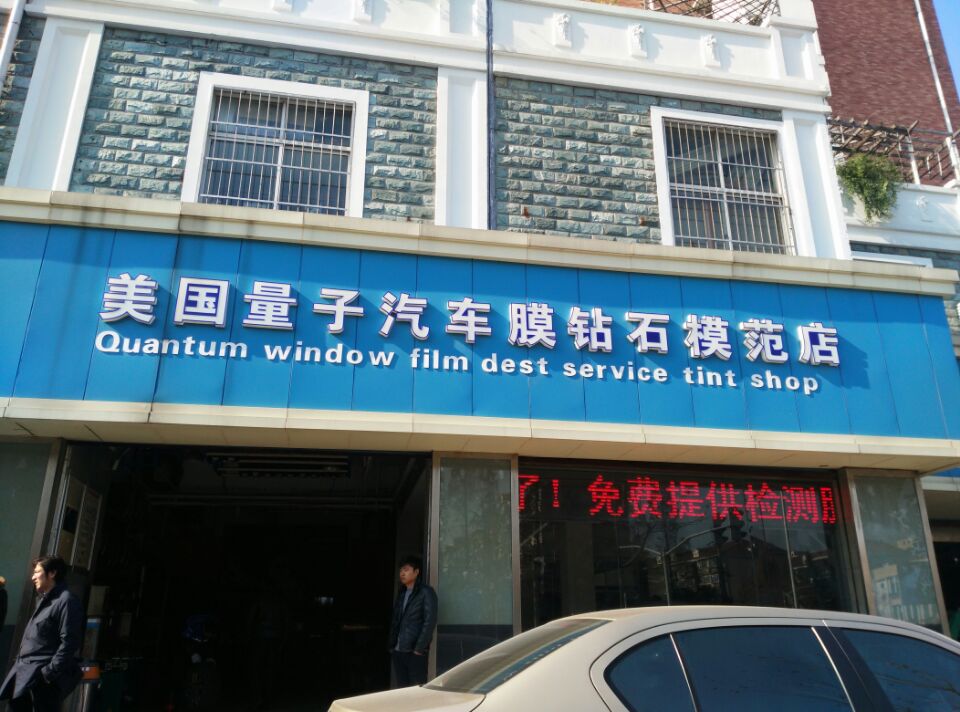 美国量子汽车膜钻石模范店
Quantum window film dest service tint shop
了！免费提供检测